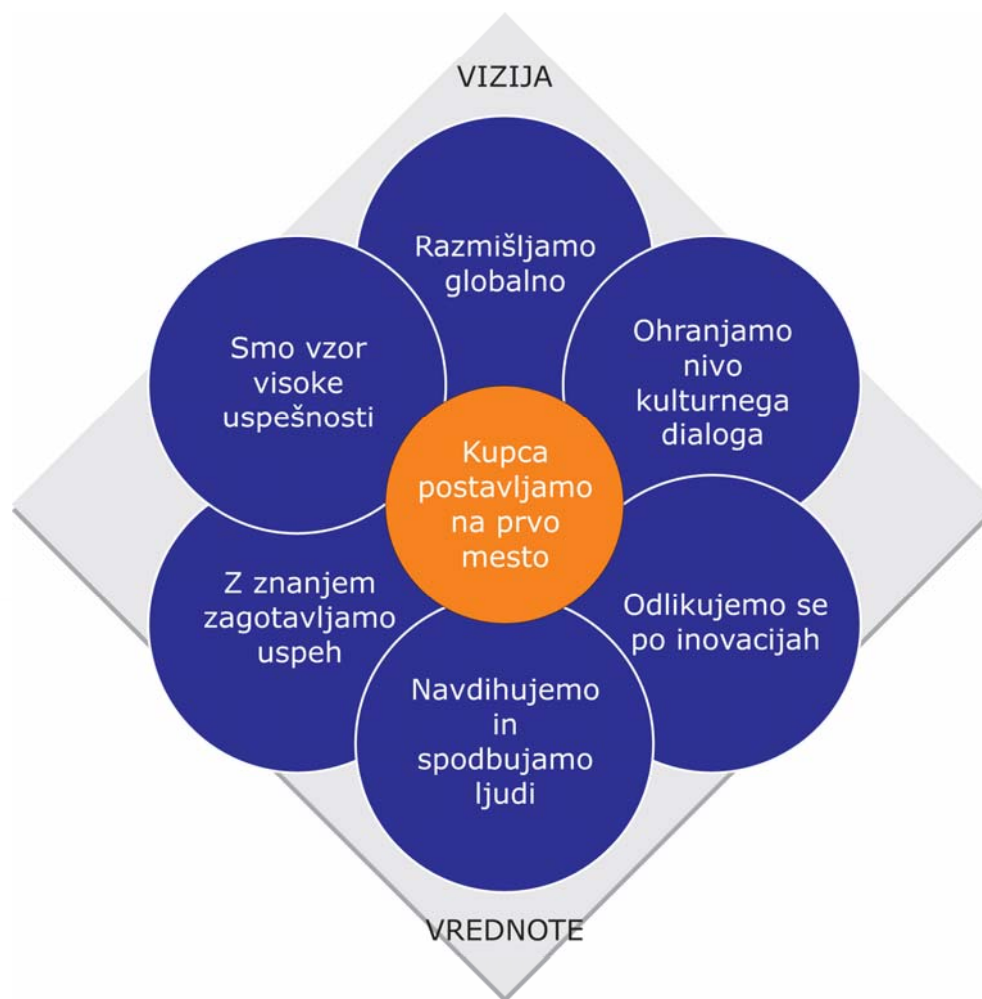 VIZIJA
Razmišljamo
globalno
Smo vzor
visoke
uspešnosti
Ohranjamo
nivo
kulturnega
dialoga
Kupca
postavljamo
na prvo
mesto
Z znanjem
zagotavljamo
uspeh
Odlikujemo se
po inovacijah
Navdihujemo
in
spodbujamo
ljudi
VREDNOTE